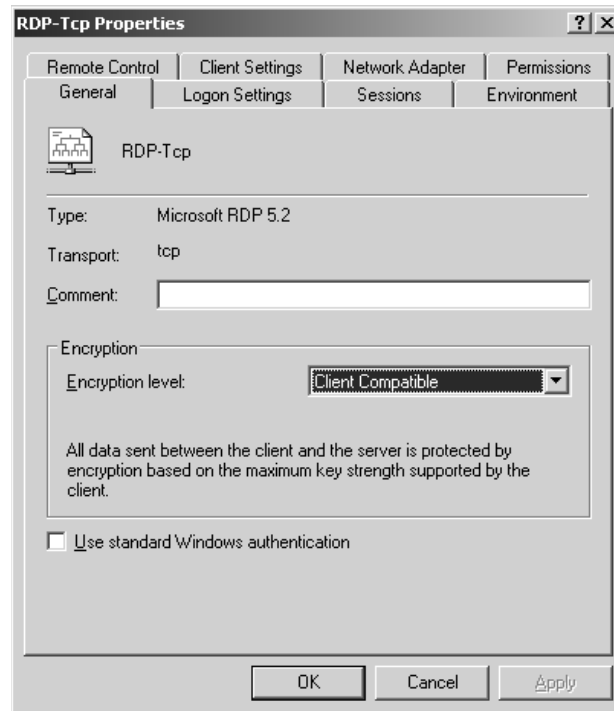 RDP-Tcp Properties
Remote Control Client Settings Network Adapter Permissions
General Logon Settings Sessions Environment
RDP-Tcp
Type: Microsoft RDP 5.2
Transport: tcp
Comment:
Encryption
Encryption level: Client Compatible
All data sent between the client and the server is protected by
encryption based on the maximum key strength supported by the
client.
Use standard Windows authentication
OK Cancel Apply